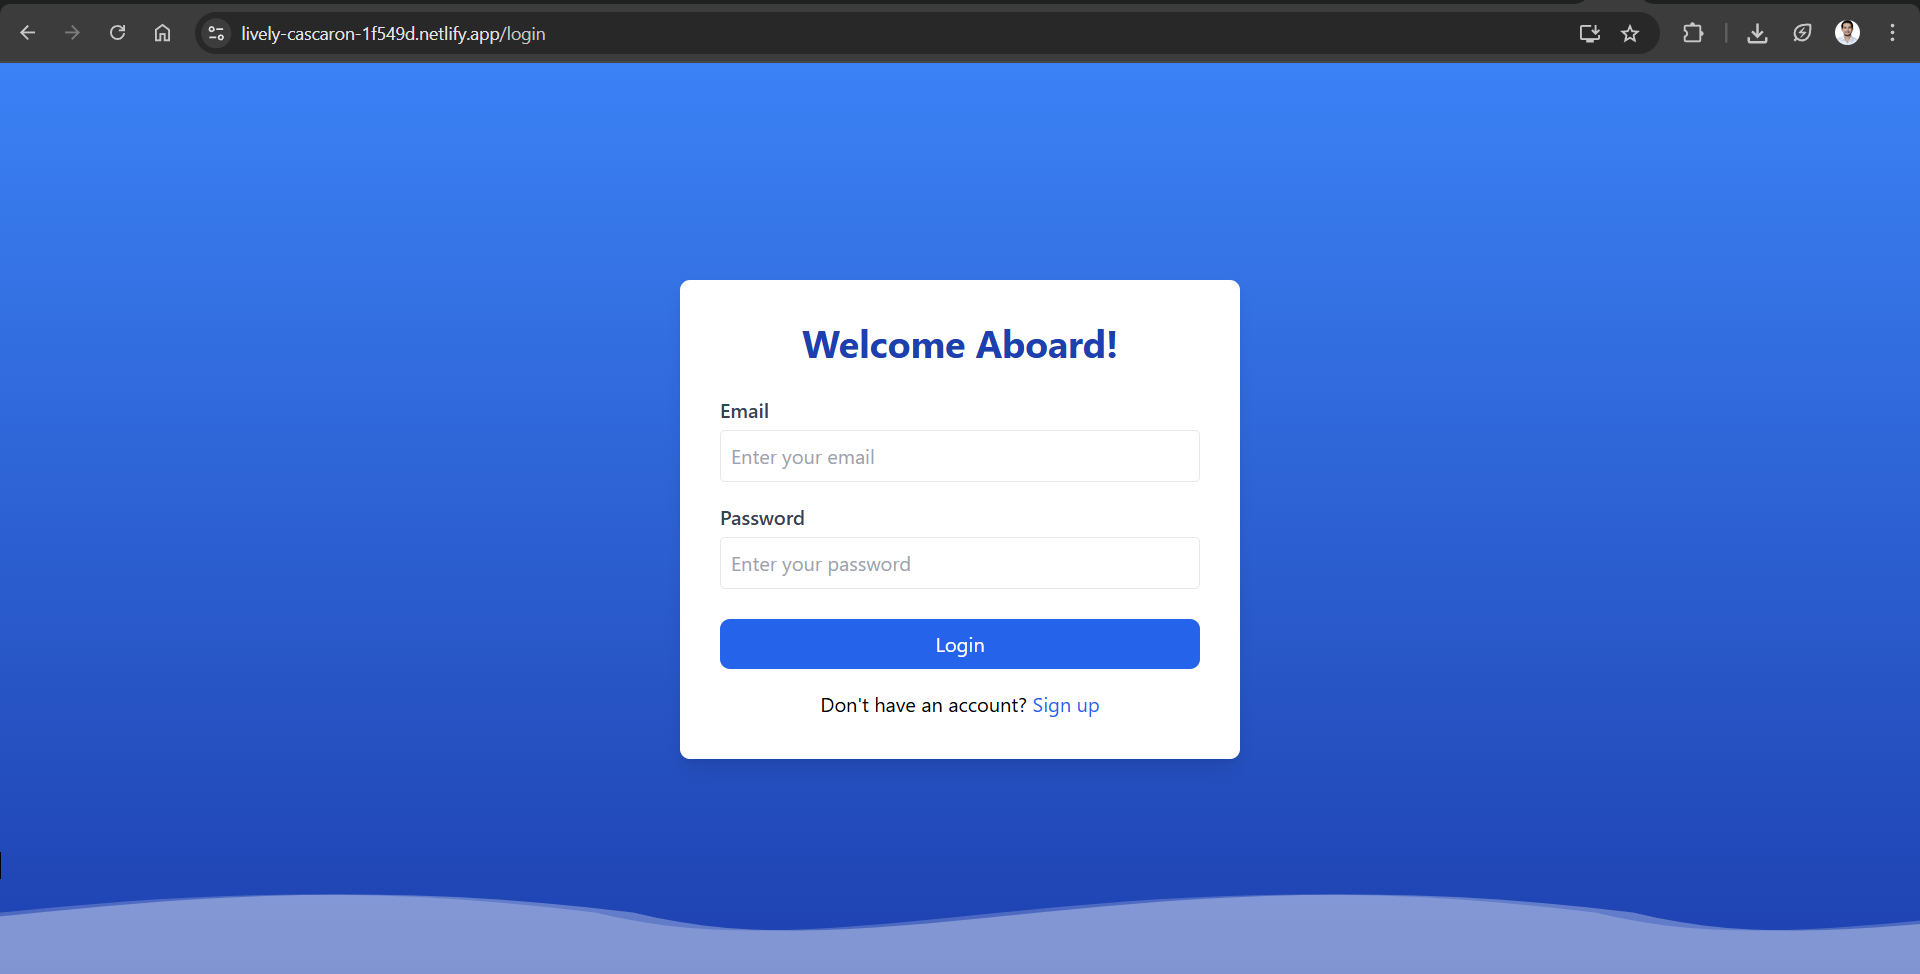 lively-cascaron-1f549d.netlify.app/login
Welcome Aboard!
Email
Enter your email
Password
Enter your password
Login
Don't have an account? Sign up